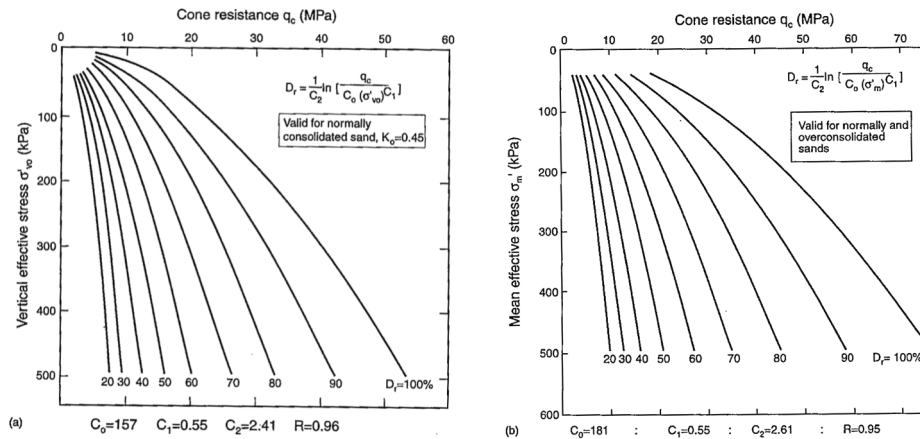 Cone resistance q_c (MPa)
0 10 20 30 40 50 60
Vertical effective stress σ'_vo (kPa)
0
100
200
300
400
500
D_r = 1/C_2 ln [ q_c / C_o (σ'_vo)^C_1 ]
Valid for normally
consolidated sand, K_o=0.45
20 30 40 50 60 70 80 90 D_r=100%
(a) C_o=157 C_1=0.55 C_2=2.41 R=0.96
Cone resistance q_c (MPa)
0 10 20 30 40 50 60 70
Mean effective stress σ_m' (kPa)
0
100
200
300
400
500
600
D_r = 1/C_2 ln [ q_c / C_o (σ'_m)^C_1 ]
Valid for normally and
overconsolidated
sands
20 30 40 50 60 70 80 90 D_r=100%
(b) C_o=181 : C_1=0.55 : C_2=2.61 : R=0.95